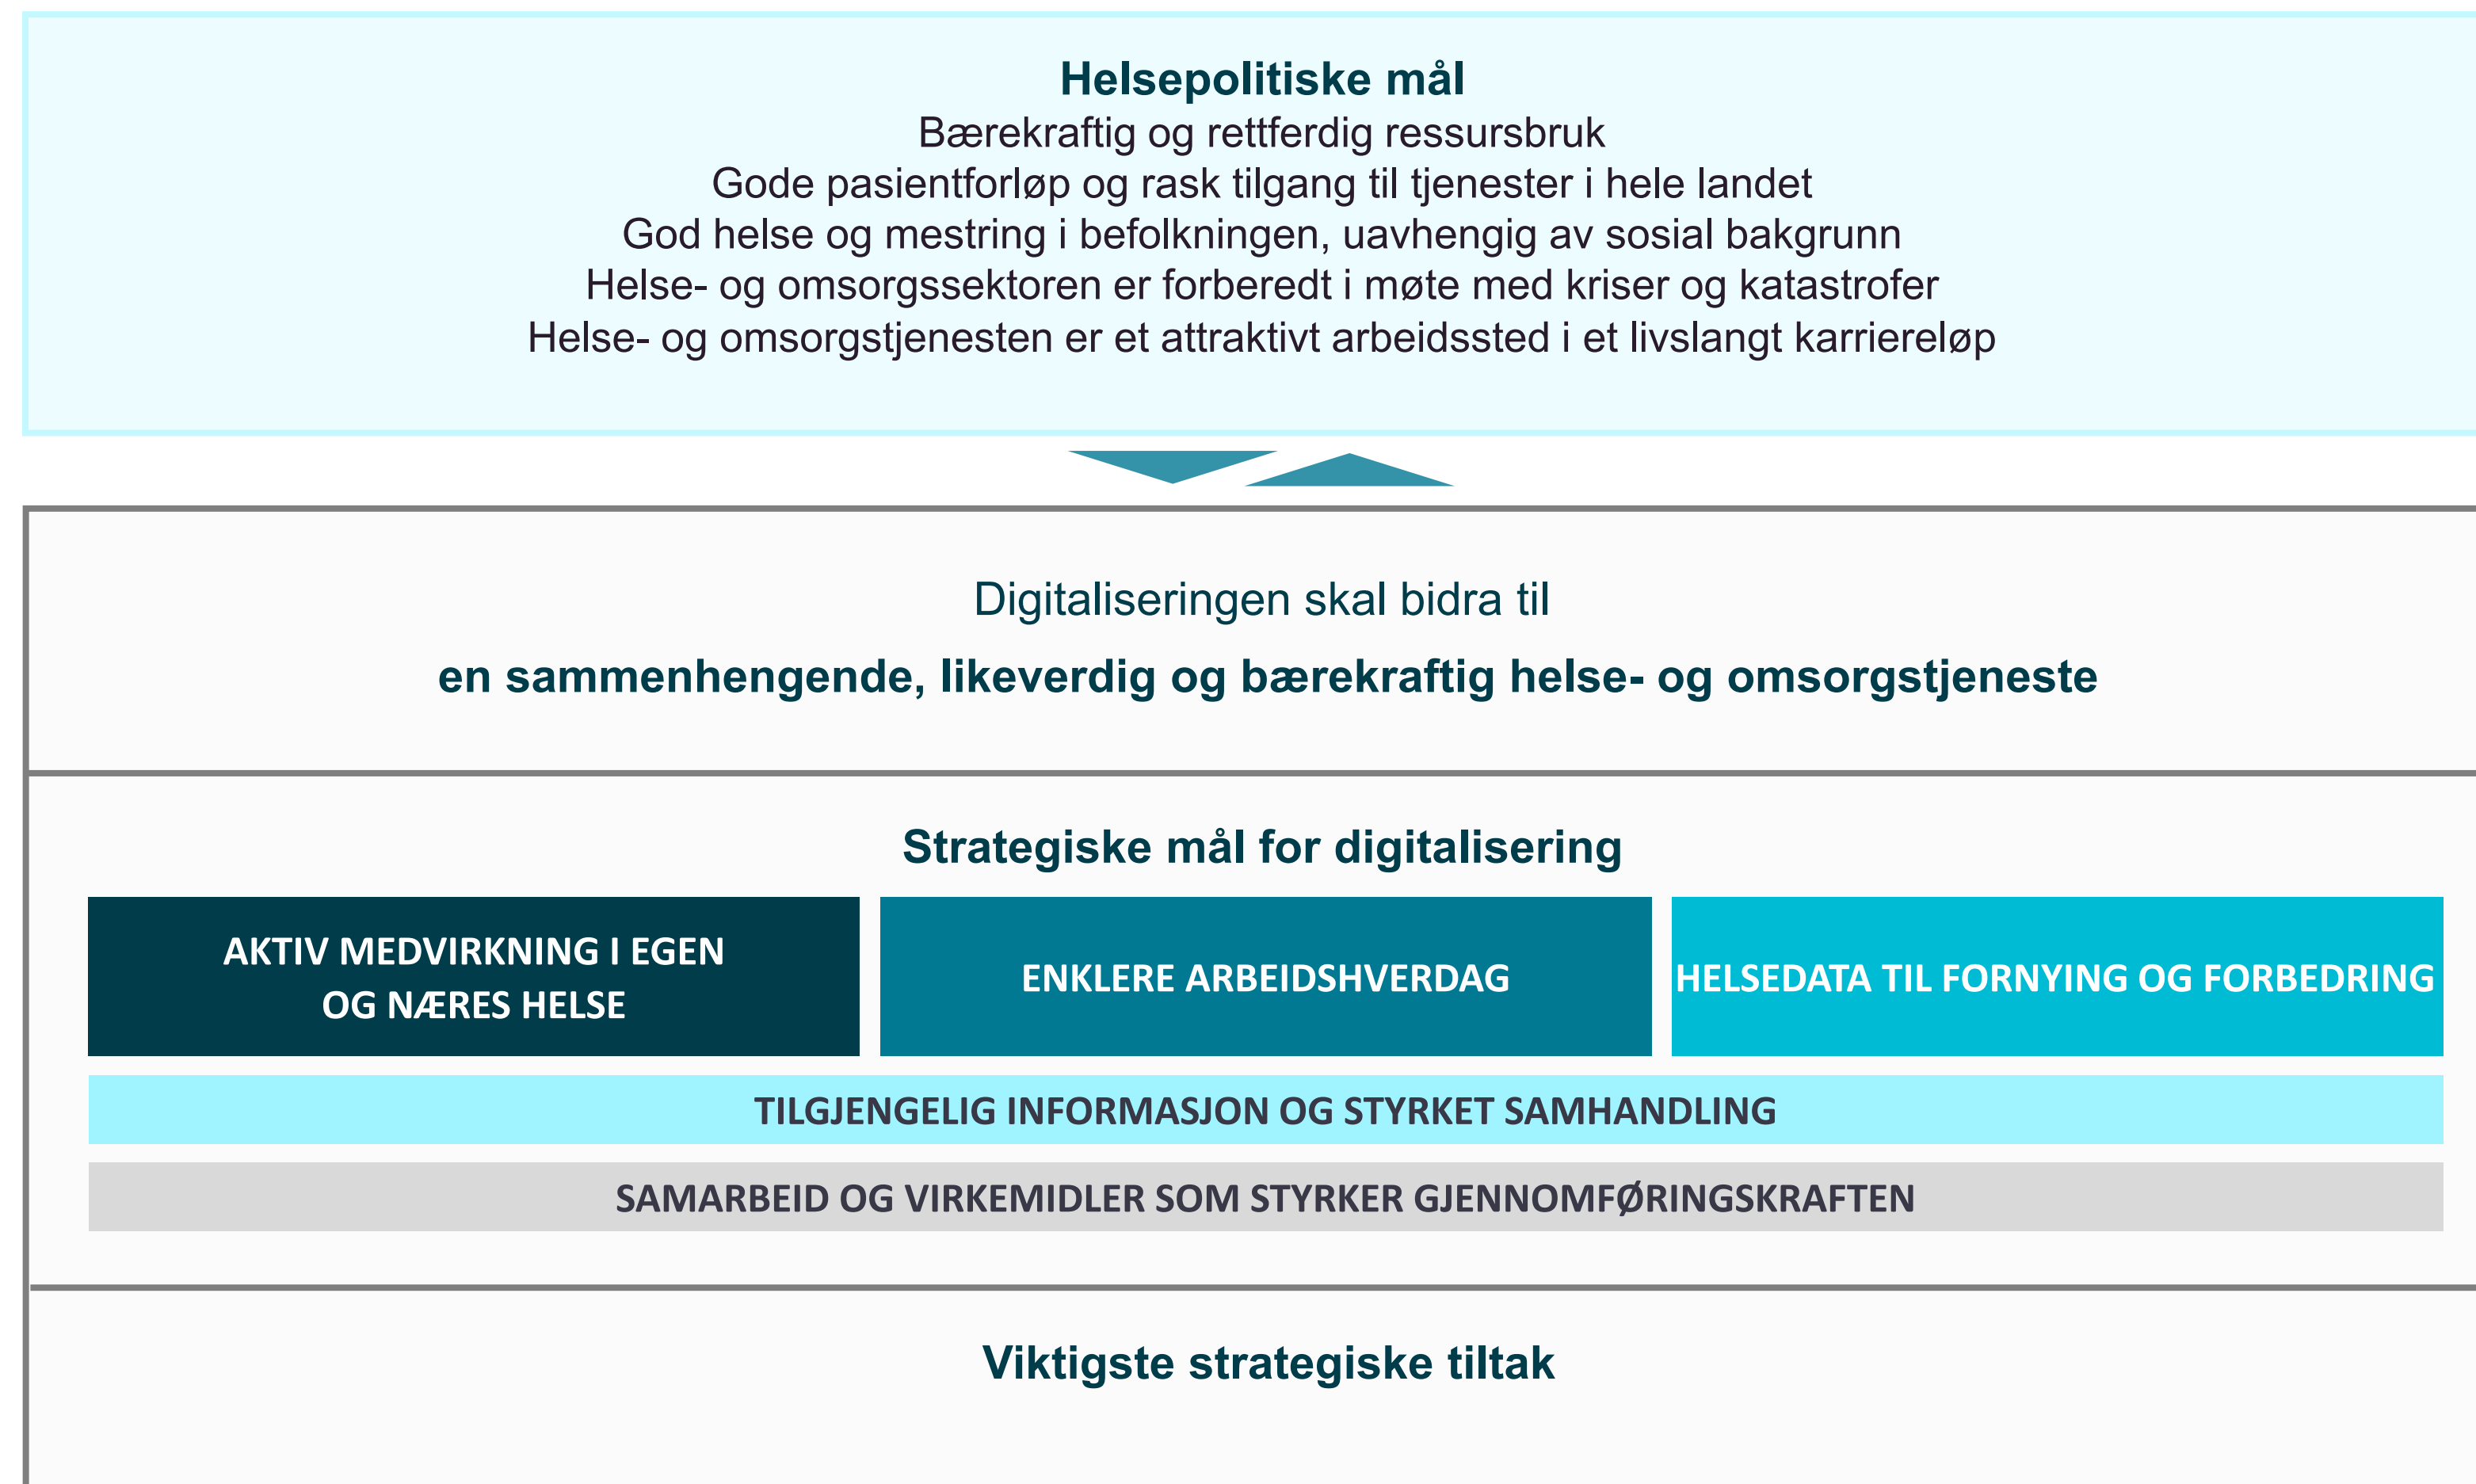 Helsepolitiske mål
Bærekraftig og rettferdig ressursbruk
Gode pasientforløp og rask tilgang til tjenester i hele landet
God helse og mestring i befolkningen, uavhengig av sosial bakgrunn
Helse- og omsorgssektoren er forberedt i møte med kriser og katastrofer
Helse- og omsorgstjenesten er et attraktivt arbeidssted i et livslangt karriereløp
Digitaliseringen skal bidra til
en sammenhengende, likeverdig og bærekraftig helse- og omsorgstjeneste
Strategiske mål for digitalisering
AKTIV MEDVIRKNING I EGEN
OG NÆRES HELSE
ENKLERE ARBEIDSHVERDAG
HELSEDATA TIL FORNYING OG FORBEDRING
TILGJENGELIG INFORMASJON OG STYRKET SAMHANDLING
SAMARBEID OG VIRKEMIDLER SOM STYRKER GJENNOMFØRINGSKRAFTEN
Viktigste strategiske tiltak